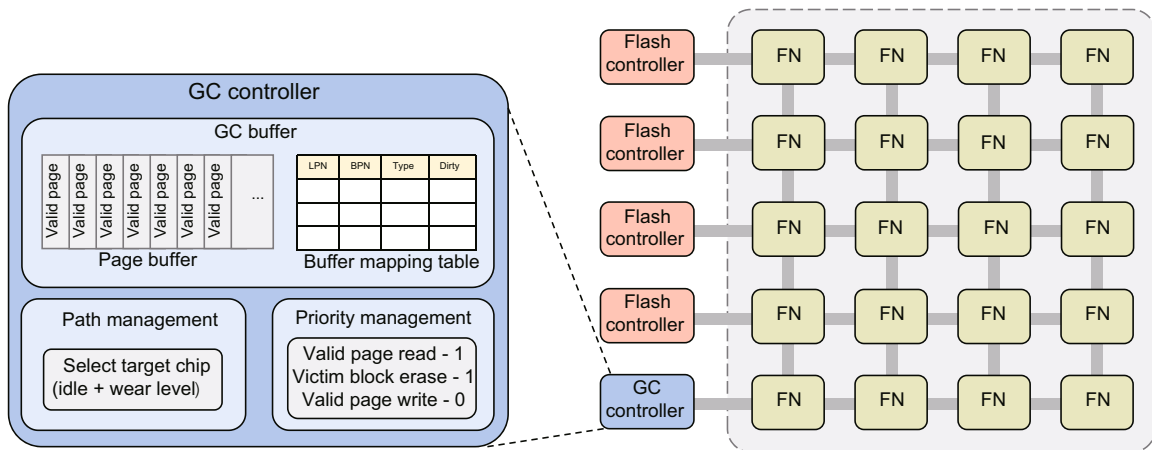 GC controller
GC buffer
Valid page
Valid page
Valid page
Valid page
Valid page
Valid page
Valid page
...
Page buffer
LPN BPN Type Dirty
Buffer mapping table
Path management
Select target chip
(idle + wear level)
Priority management
Valid page read - 1
Victim block erase - 1
Valid page write - 0
Flash
controller
FN FN FN FN
Flash
controller
FN FN FN FN
Flash
controller
FN FN FN FN
Flash
controller
FN FN FN FN
GC
controller
FN FN FN FN